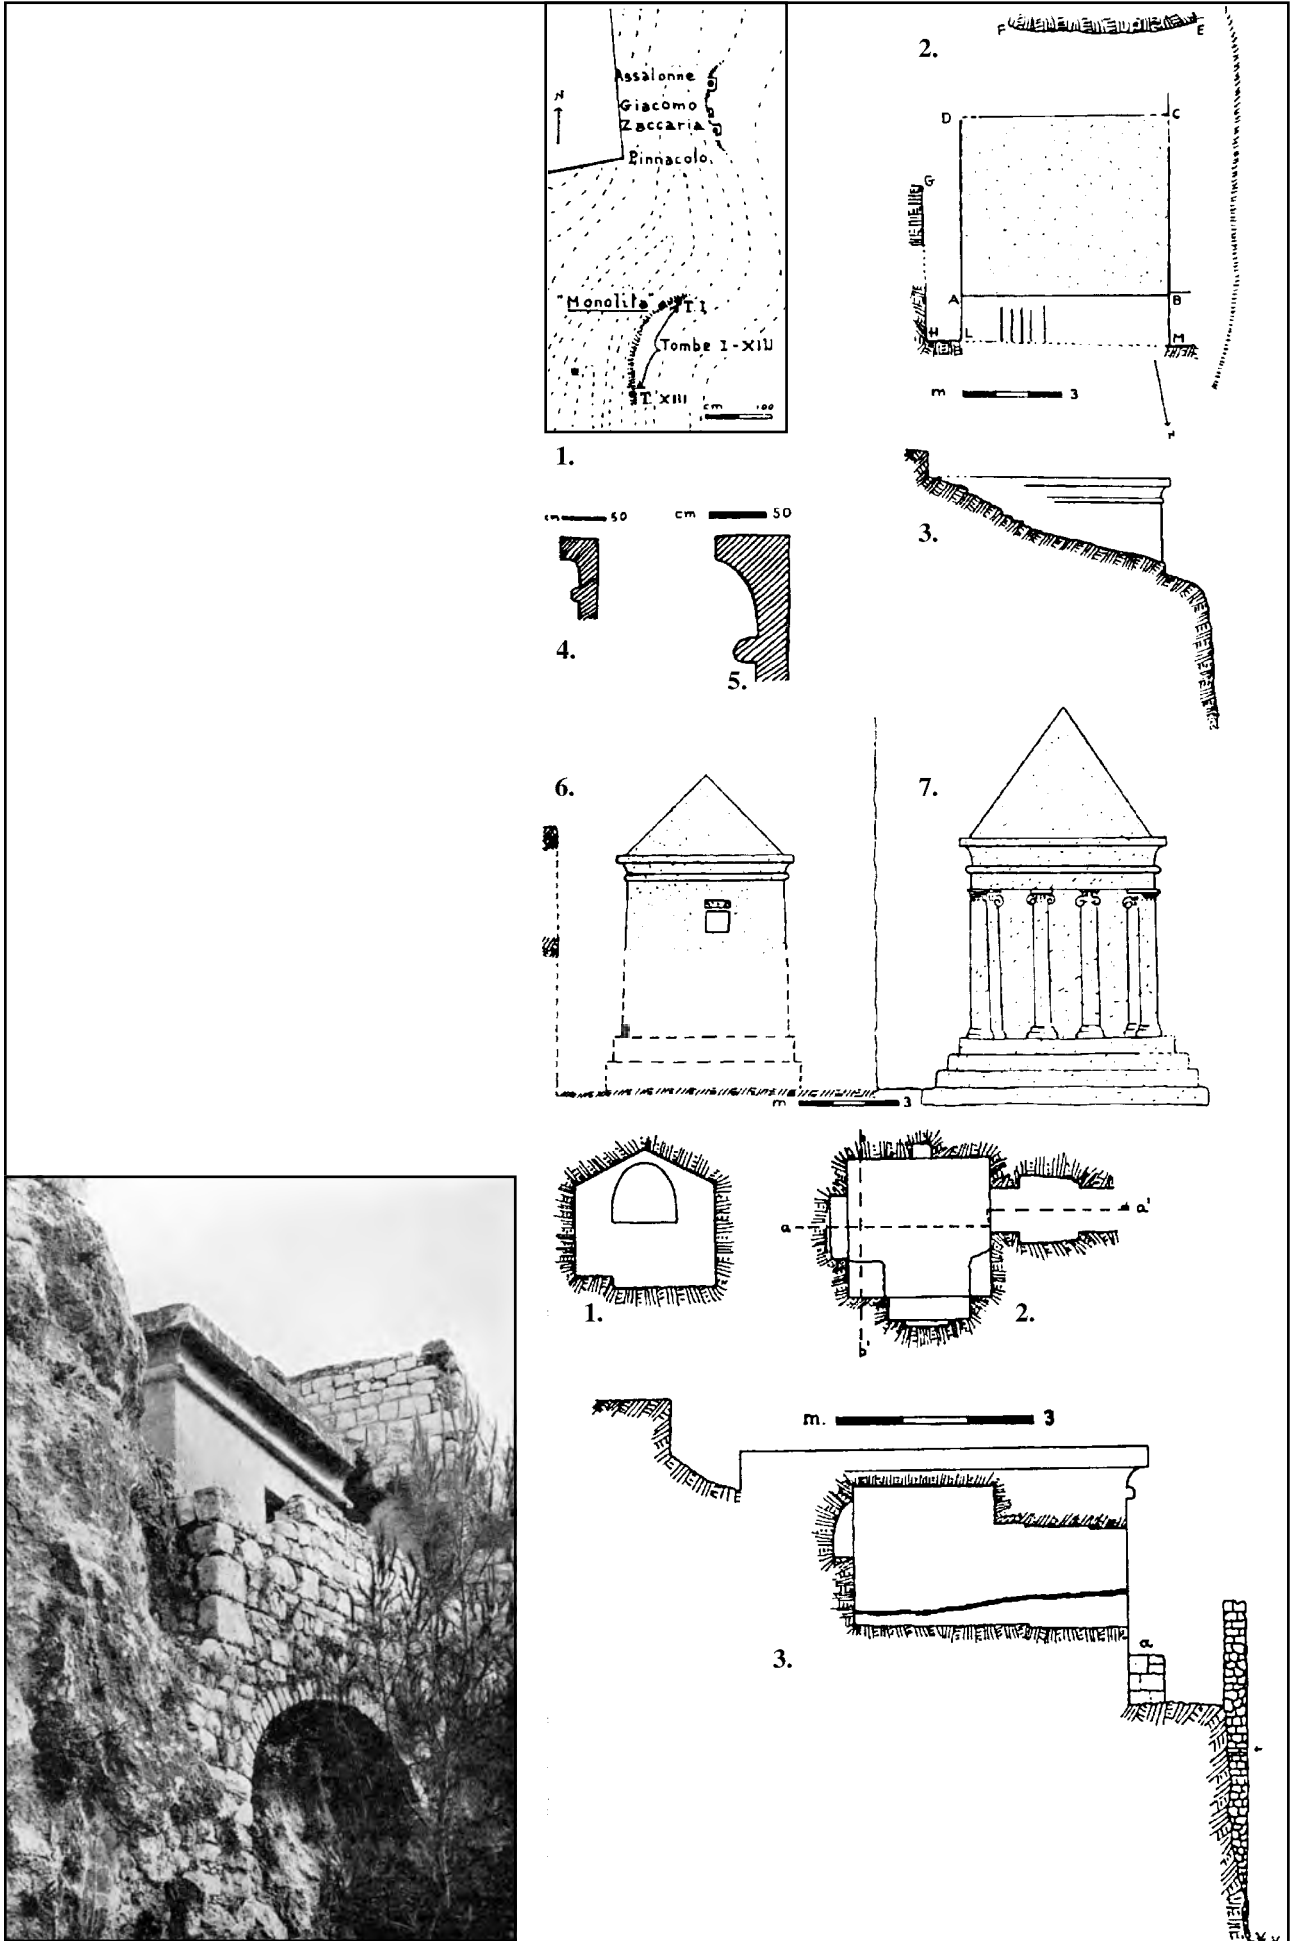 Assalonne
N
Giacomo
Zaccaria
Pinnacolo
"Monolite"
T. I
Tombe I-XIII
T. XIII
cm 100
1.
F E
2.
D C
G
A B
H L M
m 3
N
3.
cm 50
cm 50
4.
5.
6.
7.
m 3
a a'
b'
1.
2.
m. 3
a
3.